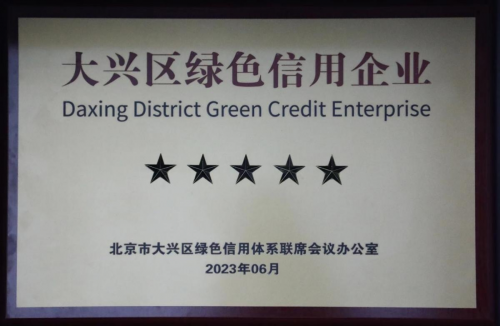 大兴区绿色信用企业
Daxing District Green Credit Enterprise
北京市大兴区绿色信用体系联席会议办公室
2023年06月